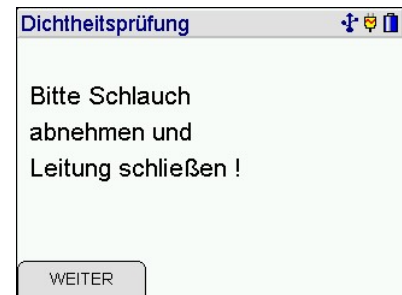 Dichtheitsprüfung
Bitte Schlauch
abnehmen und
Leitung schließen !
WEITER